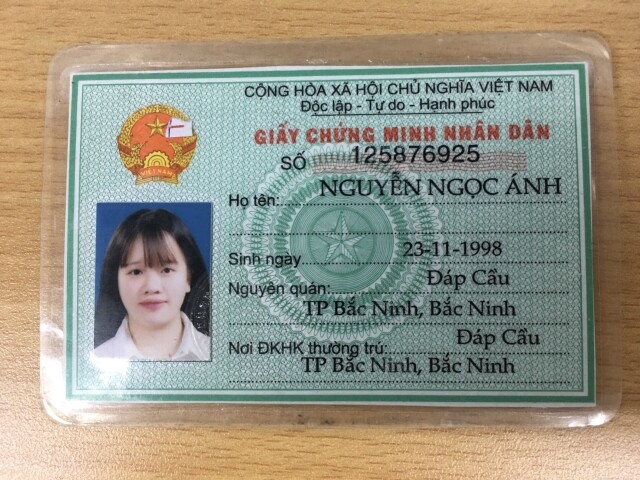 CỘNG HÒA XÃ HỘI CHỦ NGHĨA VIỆT NAM
Độc lập - Tự do - Hạnh phúc
GIẤY CHỨNG MINH NHÂN DÂN
SỐ 125876925
Họ tên: NGUYỄN NGỌC ÁNH
Sinh ngày 23-11-1998
Nguyên quán: Đáp Cầu
TP Bắc Ninh, Bắc Ninh
Nơi ĐKHK thường trú: Đáp Cầu
TP Bắc Ninh, Bắc Ninh
VIỆT NAM